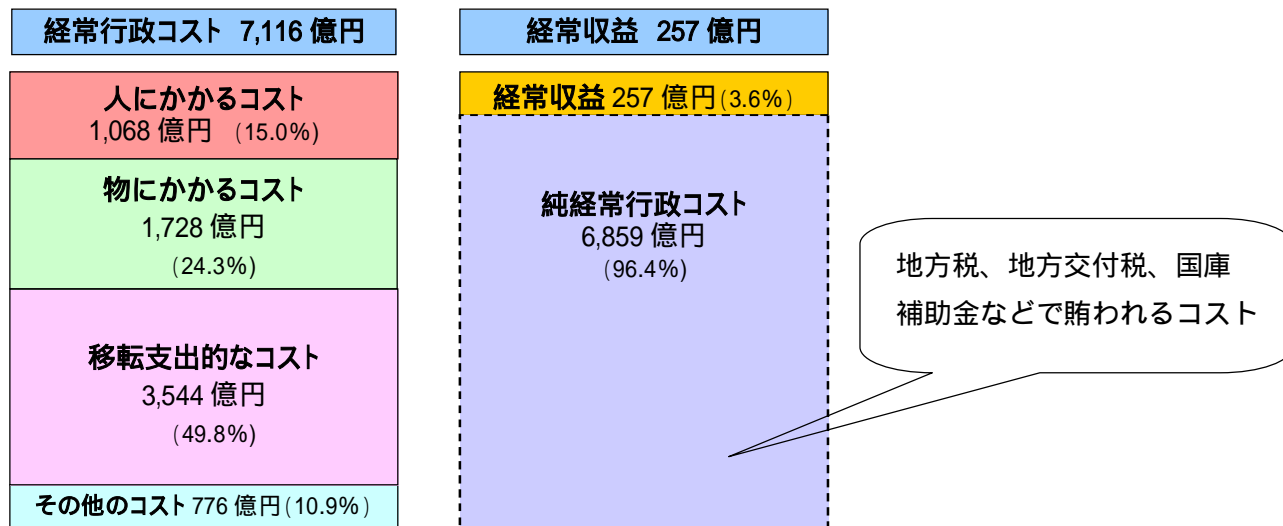 経常行政コスト 7,116 億円
人にかかるコスト
1,068 億円 (15.0%)
物にかかるコスト
1,728 億円
(24.3%)
移転支出的なコスト
3,544 億円
(49.8%)
その他のコスト 776 億円(10.9%)
経常収益 257 億円
経常収益 257 億円(3.6%)
純経常行政コスト
6,859 億円
(96.4%)
地方税、地方交付税、国庫
補助金などで賄われるコスト